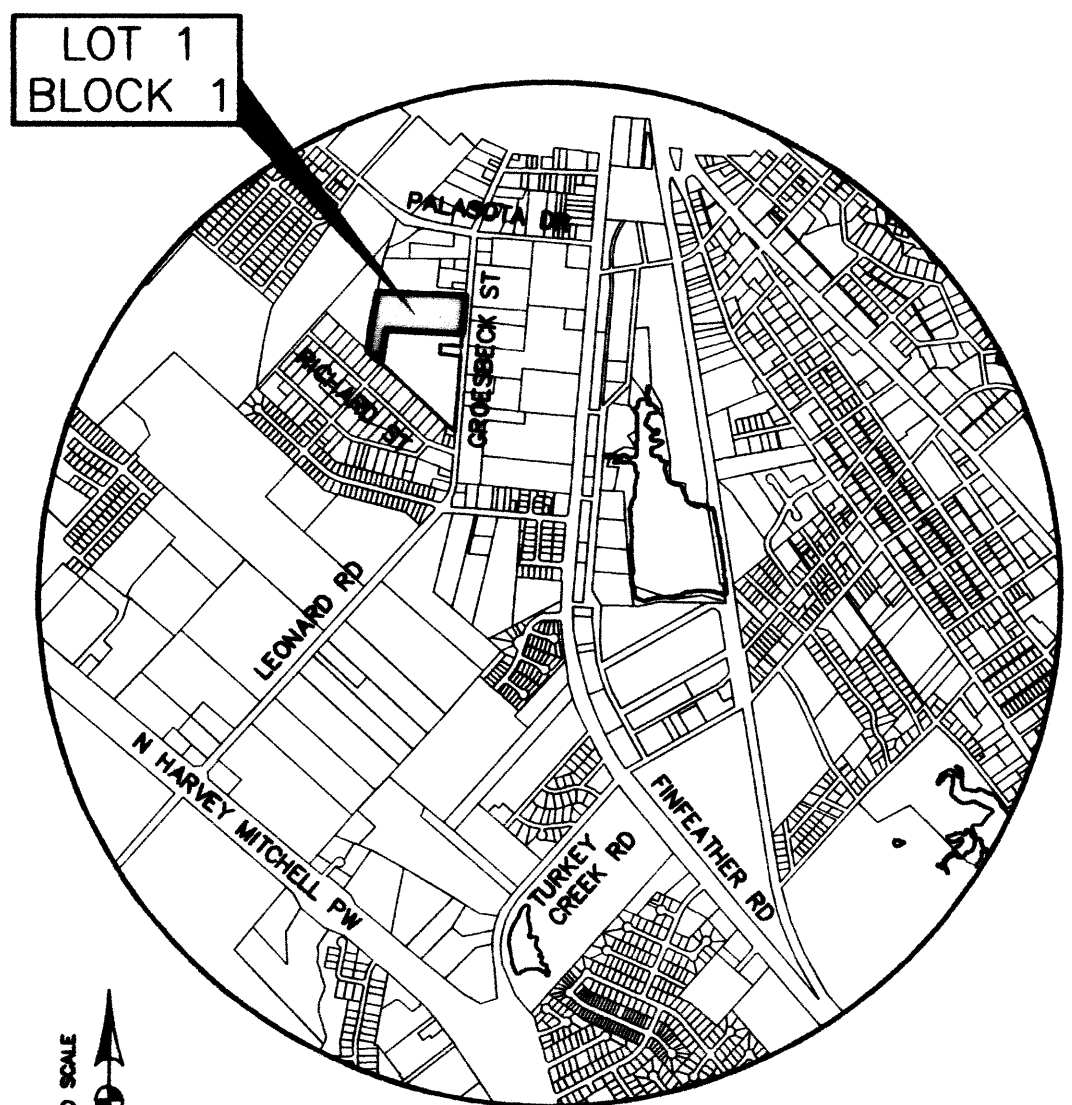 LOT 1
BLOCK 1
PALASOTA DR
GROESBECK ST
RICHARD ST
LEONARD RD
N HARVEY MITCHELL PW
FINFEATHER RD
TURKEY
CREEK RD
SCALE